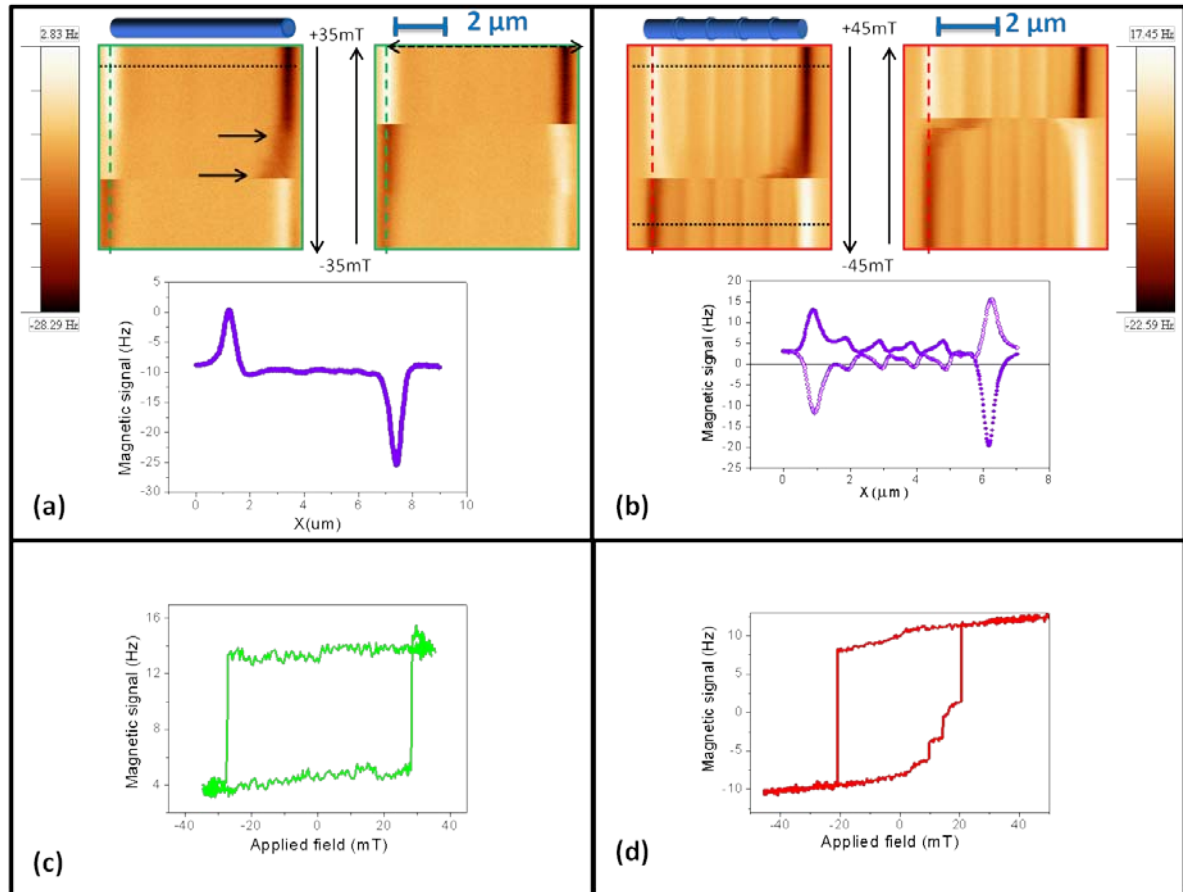 2 μm
2 μm
2.83 Hz
+35mT
+45mT
17.45 Hz
-28.29 Hz
-35mT
-45mT
-22.59 Hz
5
0
-5
-10
-15
-20
-25
-30
Magnetic signal (Hz)
0 2 4 6 8 10
X(um)
(a)
20
15
10
5
0
-5
-10
-15
-20
-25
Magnetic signal (Hz)
0 2 4 6 8
X (μm)
(b)
16
12
8
4
Magnetic signal (Hz)
-40 -20 0 20 40
Applied field (mT)
(c)
10
5
0
-5
-10
Magnetic signal (Hz)
-40 -20 0 20 40
Applied field (mT)
(d)